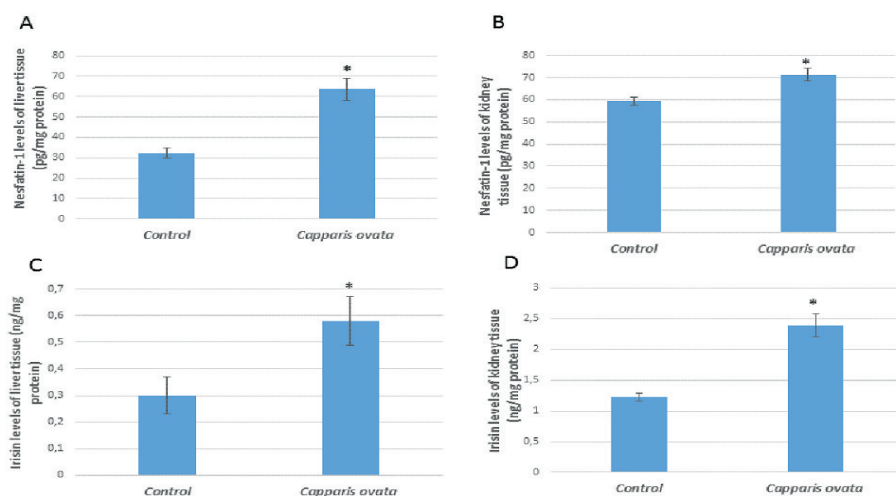 A
Nesfatin-1 levels of liver tissue
(pg/mg protein)
80
70
60
50
40
30
20
10
0
*
Control
Capparis ovata
B
Nesfatin-1 levels of kidney
tissue (pg/mg protein)
80
70
60
50
40
30
20
10
0
*
Control
Capparis ovata
C
Irisin levels of liver tissue (ng/mg
protein)
0,7
0,6
0,5
0,4
0,3
0,2
0,1
0
*
Control
Capparis ovata
D
Irisin levels of kidney tissue
(ng/mg protein)
3
2,5
2
1,5
1
0,5
0
*
Control
Capparis ovata